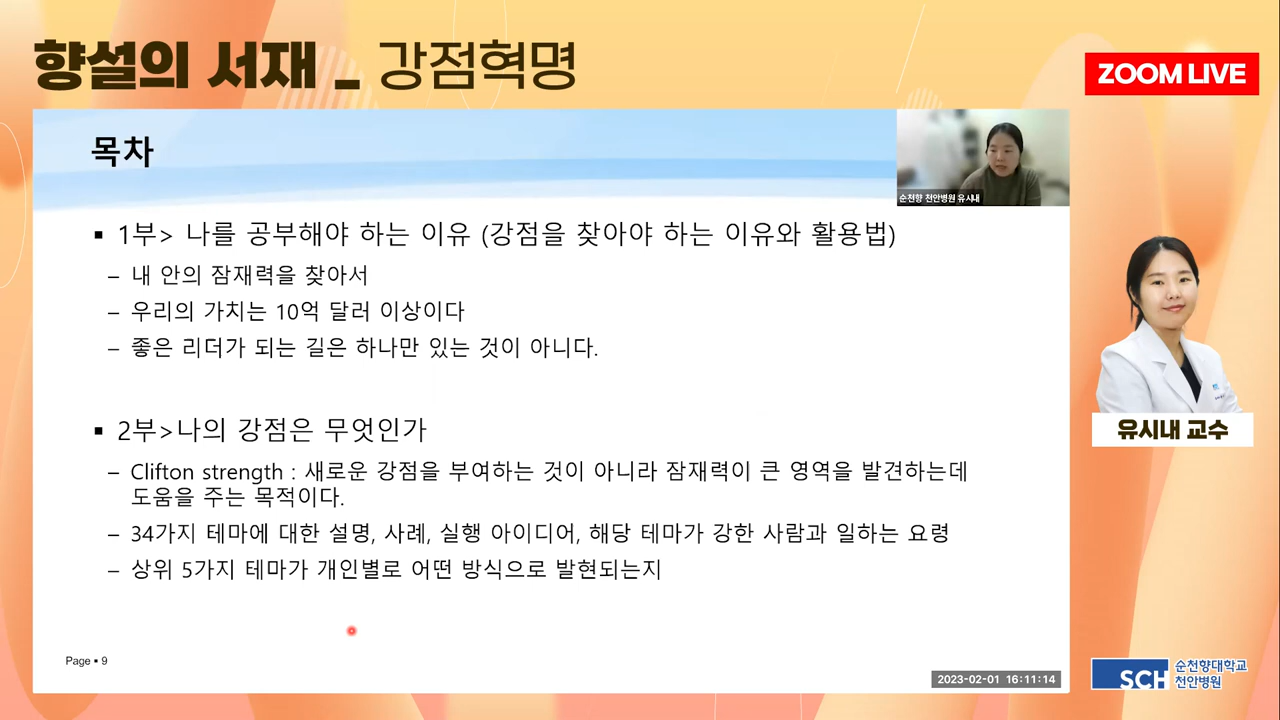 향설의 서재 _ 강점혁명
ZOOM LIVE
목차
순천향 천안병원 유시내
▪ 1부> 나를 공부해야 하는 이유 (강점을 찾아야 하는 이유와 활용법)
– 내 안의 잠재력을 찾아서
– 우리의 가치는 10억 달러 이상이다
– 좋은 리더가 되는 길은 하나만 있는 것이 아니다.
▪ 2부>나의 강점은 무엇인가
– Clifton strength : 새로운 강점을 부여하는 것이 아니라 잠재력이 큰 영역을 발견하는데
도움을 주는 목적이다.
– 34가지 테마에 대한 설명, 사례, 실행 아이디어, 해당 테마가 강한 사람과 일하는 요령
– 상위 5가지 테마가 개인별로 어떤 방식으로 발현되는지
유시내 교수
Page ▪ 9
2023-02-01 16:11:14
SCH 순천향대학교
천안병원